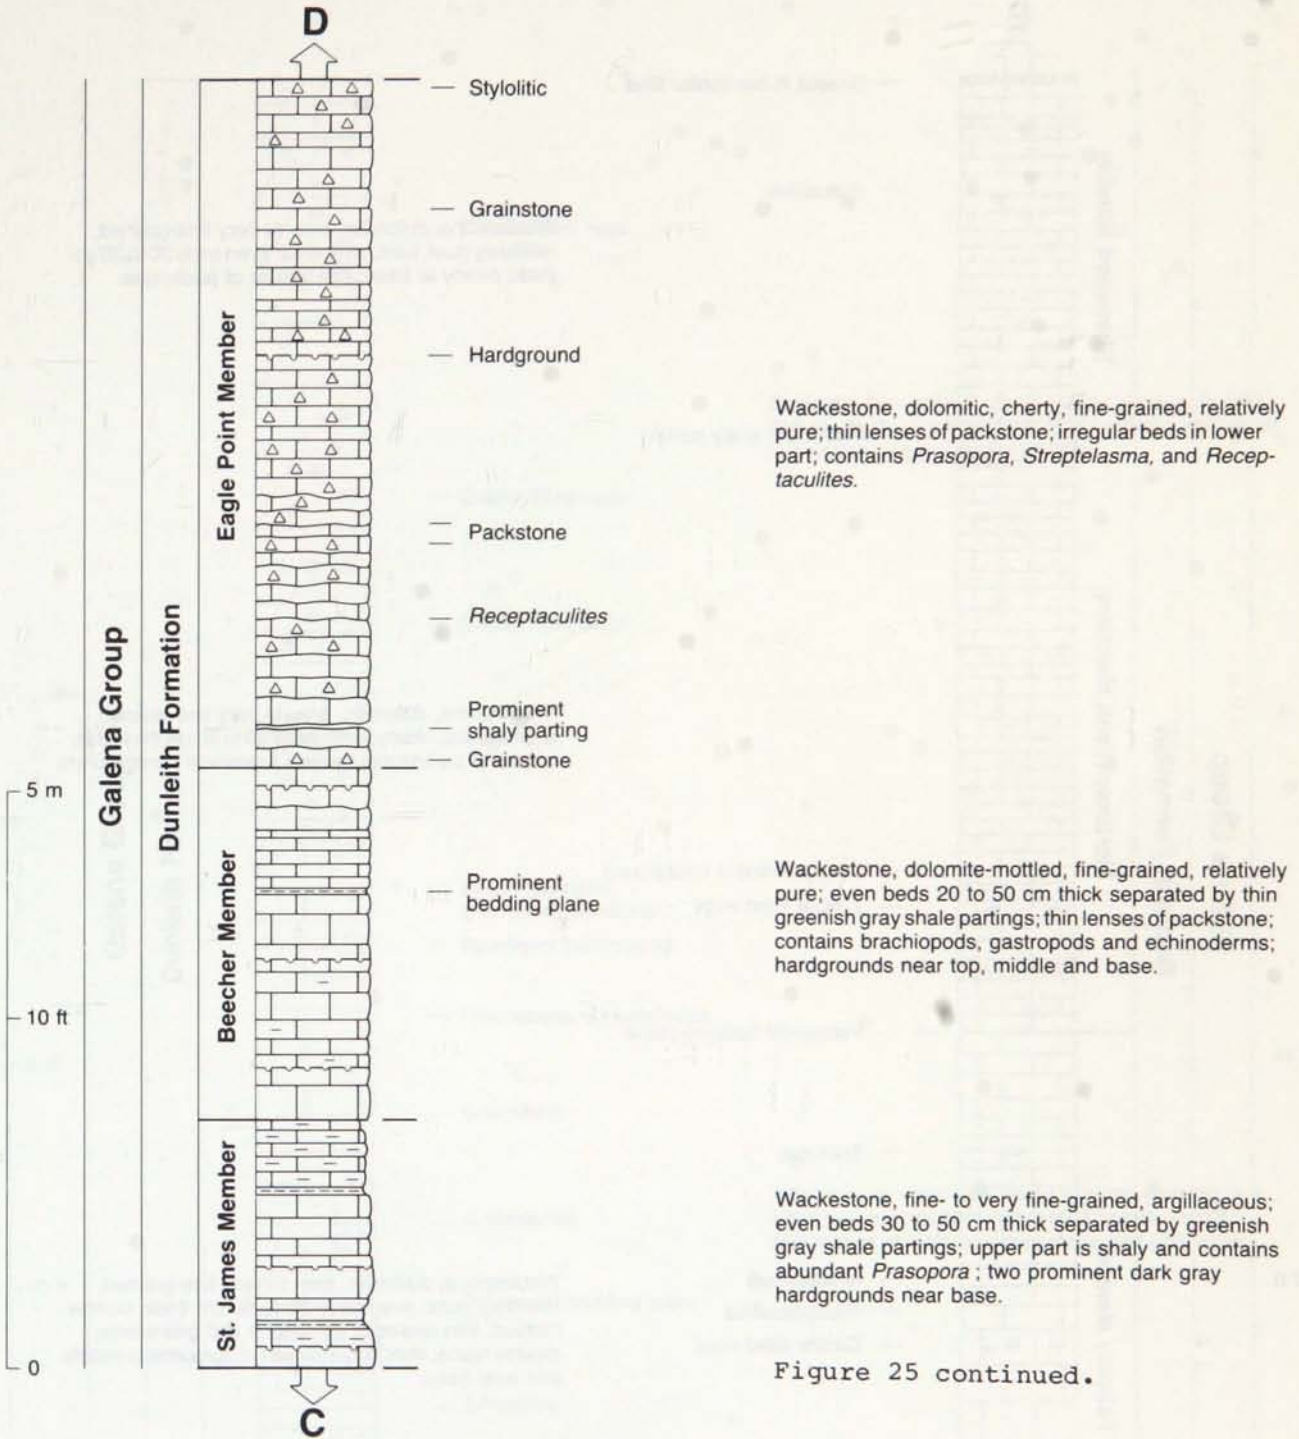 D
Stylolitic
Grainstone
Hardground
Packstone
Receptaculites
Prominent
shaly parting
Grainstone
Prominent
bedding plane
Galena Group
Dunleith Formation
Eagle Point Member
Beecher Member
St. James Member
5 m
10 ft
0
C
Wackestone, dolomitic, cherty, fine-grained, relatively
pure; thin lenses of packstone; irregular beds in lower
part; contains Prasopora, Streptelasma, and Recep-
taculites.
Wackestone, dolomite-mottled, fine-grained, relatively
pure; even beds 20 to 50 cm thick separated by thin
greenish gray shale partings; thin lenses of packstone;
contains brachiopods, gastropods and echinoderms;
hardgrounds near top, middle and base.
Wackestone, fine- to very fine-grained, argillaceous;
even beds 30 to 50 cm thick separated by greenish
gray shale partings; upper part is shaly and contains
abundant Prasopora ; two prominent dark gray
hardgrounds near base.
Figure 25 continued.